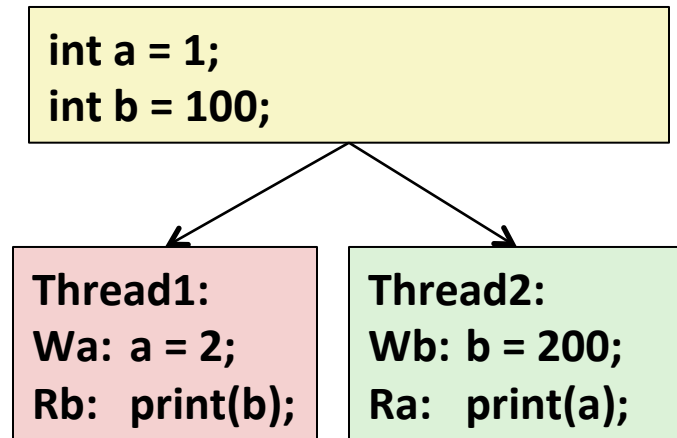 int a = 1;
int b = 100;
Thread1:
Wa: a = 2;
Rb: print(b);
Thread2:
Wb: b = 200;
Ra: print(a);